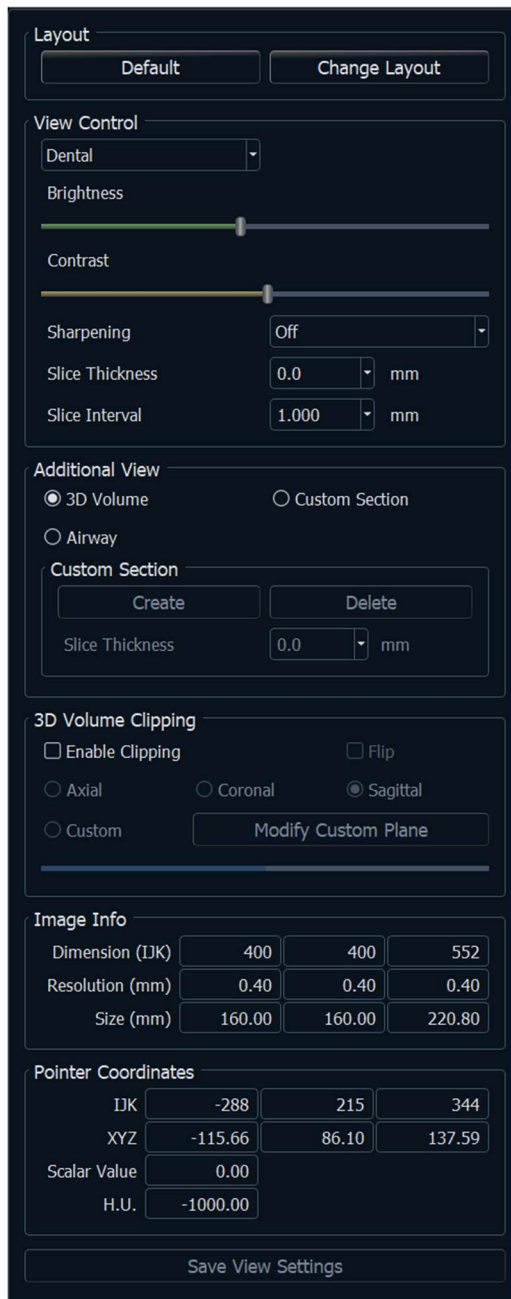 Layout
Default Change Layout
View Control
Dental
Brightness
Contrast
Sharpening Off
Slice Thickness 0.0 mm
Slice Interval 1.000 mm
Additional View
3D Volume Custom Section
Airway
Custom Section
Create Delete
Slice Thickness 0.0 mm
3D Volume Clipping
Enable Clipping Flip
Axial Coronal Sagittal
Custom Modify Custom Plane
Image Info
Dimension (IJK) 400 400 552
Resolution (mm) 0.40 0.40 0.40
Size (mm) 160.00 160.00 220.80
Pointer Coordinates
IJK -288 215 344
XYZ -115.66 86.10 137.59
Scalar Value 0.00
H.U. -1000.00
Save View Settings